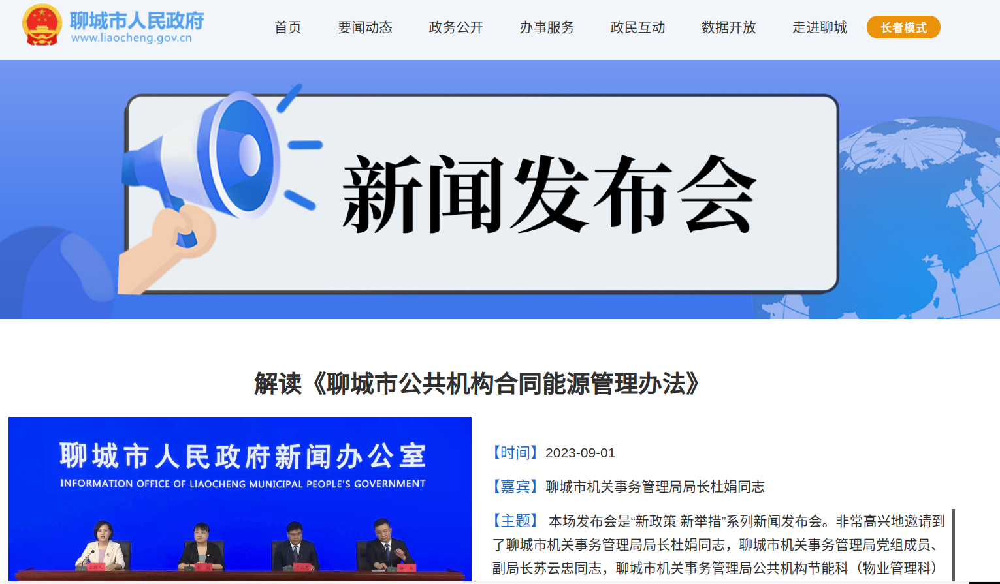 聊城市人民政府
www.liaocheng.gov.cn
首页 要闻动态 政务公开 办事服务 政民互动 数据开放 走进聊城 长者模式
新闻发布会
解读《聊城市公共机构合同能源管理办法》
聊城市人民政府新闻办公室
INFORMATION OFFICE OF LIAOCHENG MUNICIPAL PEOPLE'S GOVERNMENT
【时间】2023-09-01
【嘉宾】聊城市机关事务管理局局长杜娟同志
【主题】 本场发布会是“新政策 新举措”系列新闻发布会。非常高兴地邀请到
了聊城市机关事务管理局局长杜娟同志，聊城市机关事务管理局党组成员、
副局长苏云忠同志，聊城市机关事务管理局公共机构节能科（物业管理科）